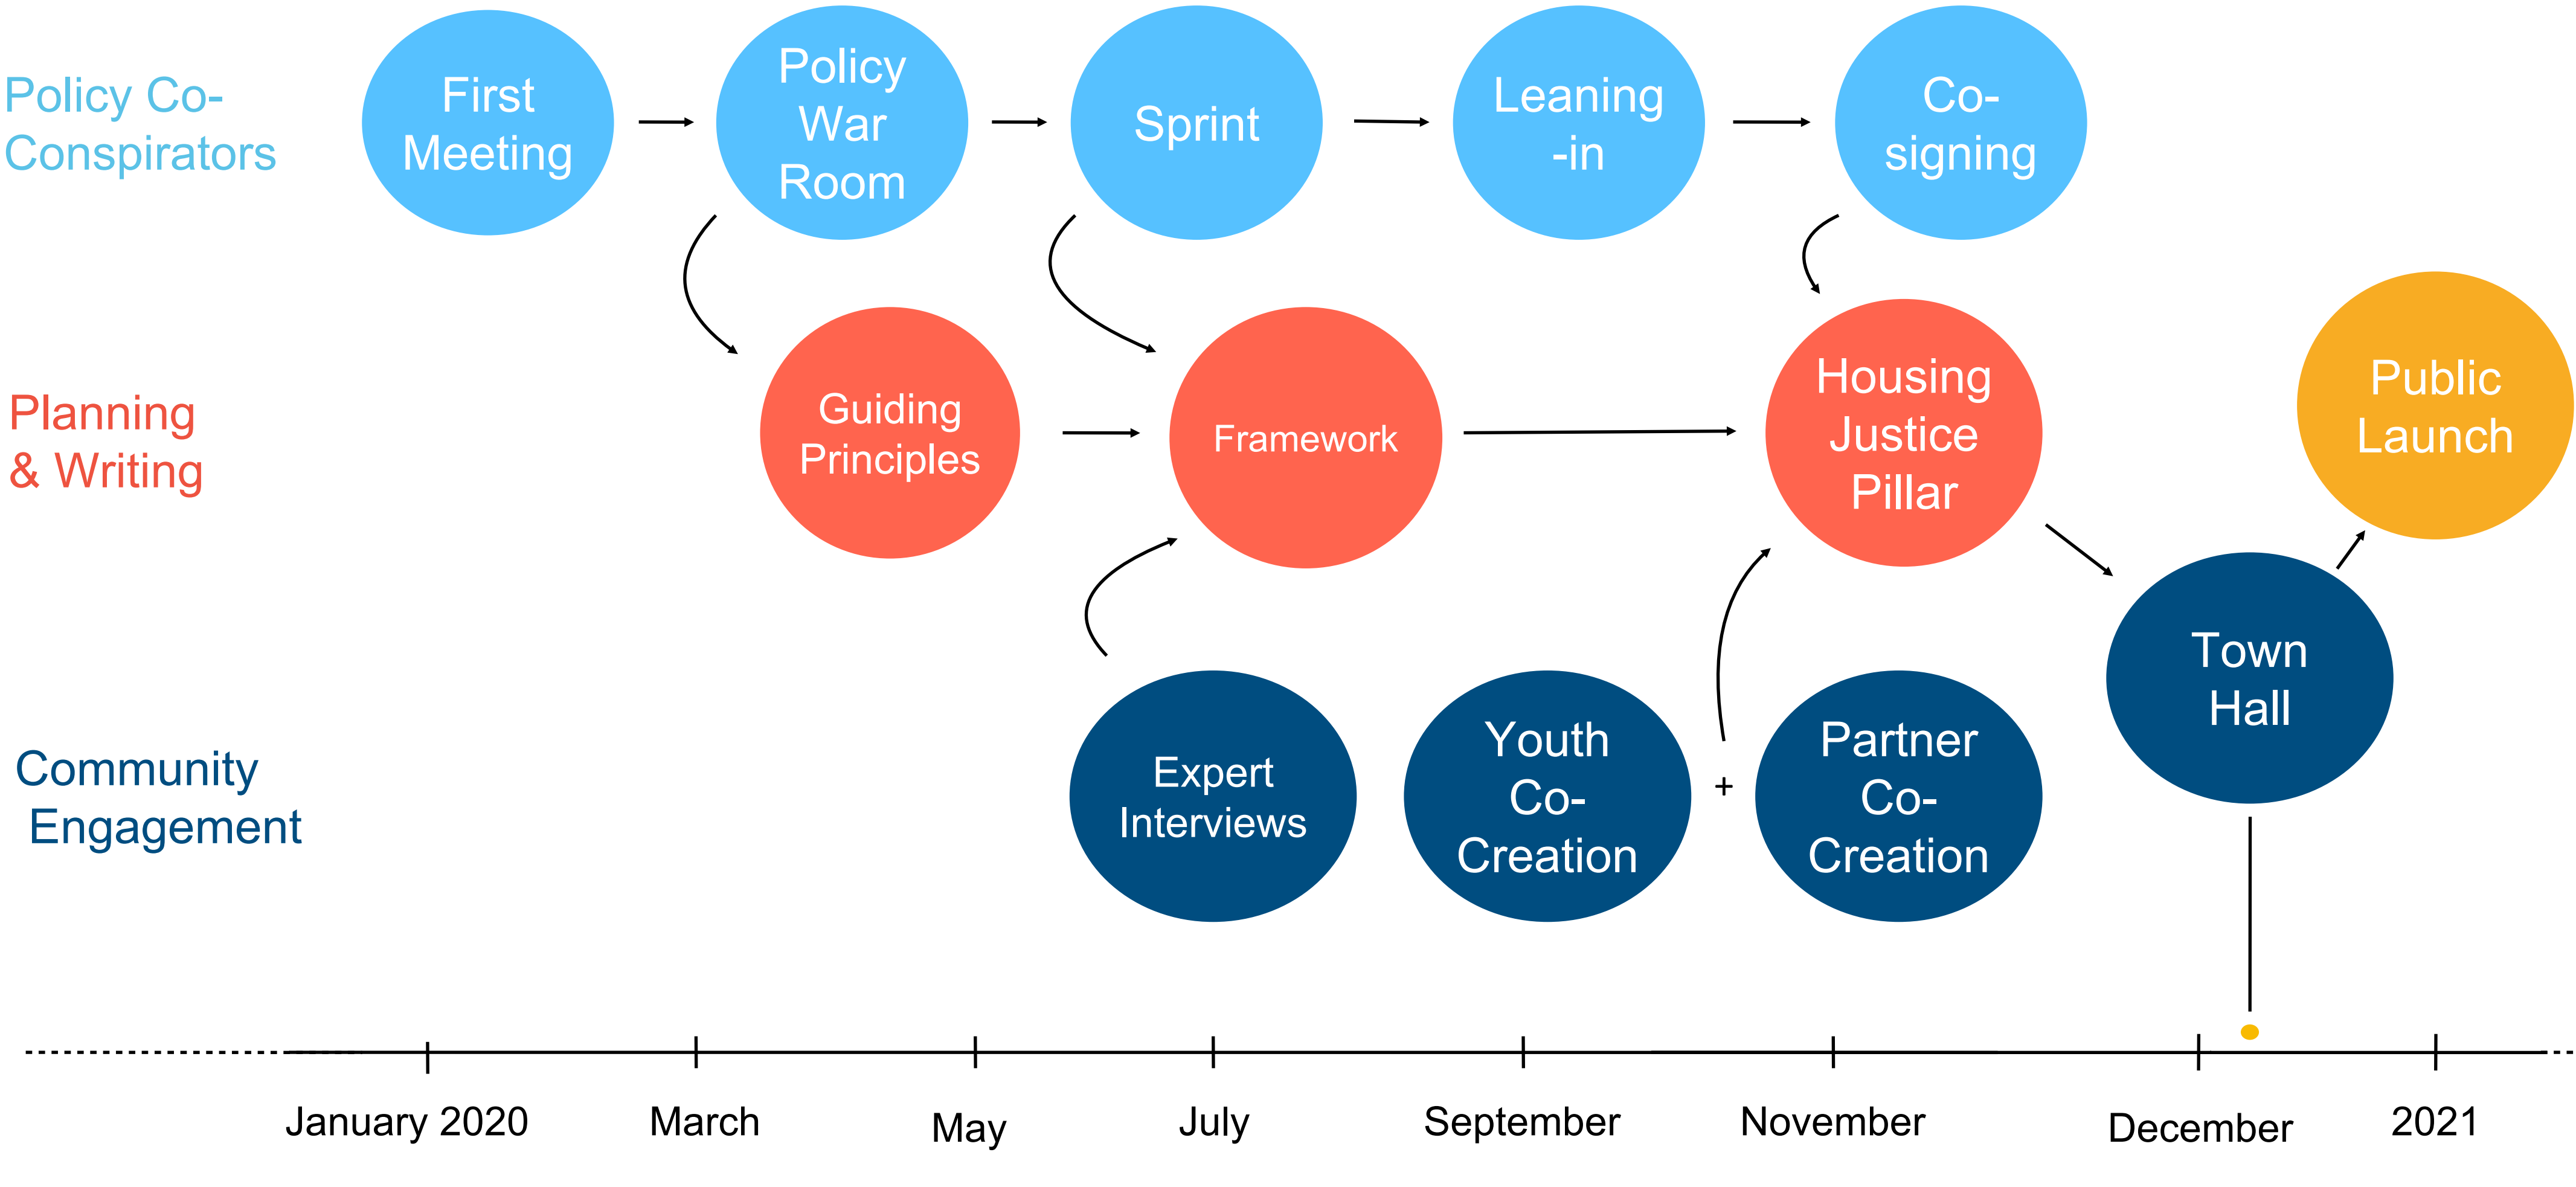 Policy Co-
Conspirators
First
Meeting
Policy
War
Room
Sprint
Leaning
-in
Co-
signing
Planning
& Writing
Guiding
Principles
Framework
Housing
Justice
Pillar
Public
Launch
Community
Engagement
Expert
Interviews
Youth
Co-
Creation
+
Partner
Co-
Creation
Town
Hall
January 2020
March
May
July
September
November
December
2021